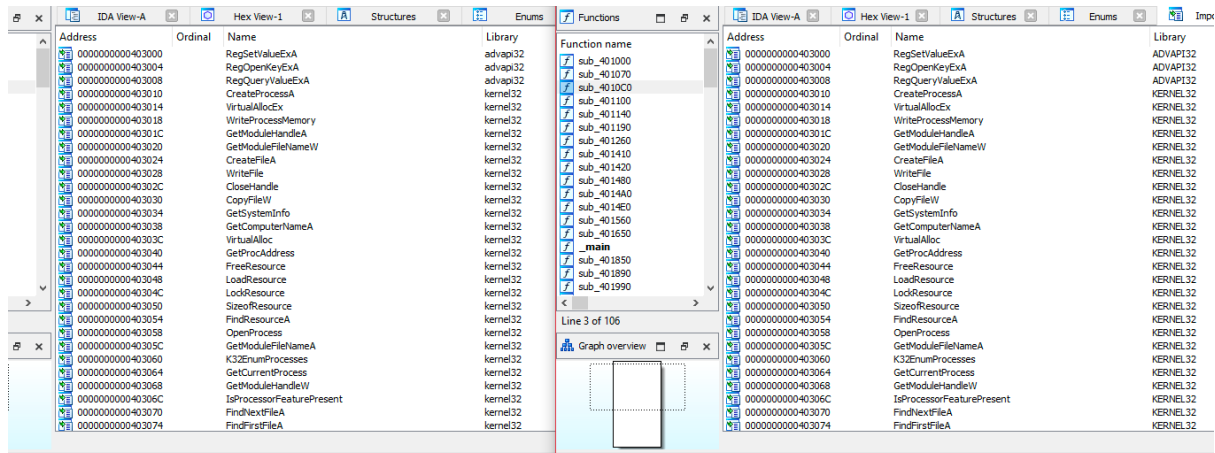 IDA View-A Hex View-1 Structures Enums
Address Ordinal Name Library
0000000000403000 RegSetValueExA advapi32
0000000000403004 RegOpenKeyExA advapi32
0000000000403008 RegQueryValueExA advapi32
0000000000403010 CreateProcessA kernel32
0000000000403014 VirtualAllocEx kernel32
0000000000403018 WriteProcessMemory kernel32
000000000040301C GetModuleHandleA kernel32
0000000000403020 GetModuleFileNameW kernel32
0000000000403024 CreateFileA kernel32
0000000000403028 WriteFile kernel32
000000000040302C CloseHandle kernel32
0000000000403030 CopyFileW kernel32
0000000000403034 GetSystemInfo kernel32
0000000000403038 GetComputerNameA kernel32
000000000040303C VirtualAlloc kernel32
0000000000403040 GetProcAddress kernel32
0000000000403044 FreeResource kernel32
0000000000403048 LoadResource kernel32
000000000040304C LockResource kernel32
0000000000403050 SizeofResource kernel32
0000000000403054 FindResourceA kernel32
0000000000403058 OpenProcess kernel32
000000000040305C GetModuleFileNameA kernel32
0000000000403060 K32EnumProcesses kernel32
0000000000403064 GetCurrentProcess kernel32
0000000000403068 GetModuleHandleW kernel32
000000000040306C IsProcessorFeaturePresent kernel32
0000000000403070 FindNextFileA kernel32
0000000000403074 FindFirstFileA kernel32
Functions
Function name
sub_401000
sub_401070
sub_4010C0
sub_401100
sub_401140
sub_401190
sub_401260
sub_401410
sub_401420
sub_401480
sub_4014A0
sub_4014E0
sub_401560
sub_401650
_main
sub_401850
sub_401890
sub_401990
Line 3 of 106
Graph overview
IDA View-A Hex View-1 Structures Enums Impo
Address Ordinal Name Library
0000000000403000 RegSetValueExA ADVAPI32
0000000000403004 RegOpenKeyExA ADVAPI32
0000000000403008 RegQueryValueExA ADVAPI32
0000000000403010 CreateProcessA KERNEL32
0000000000403014 VirtualAllocEx KERNEL32
0000000000403018 WriteProcessMemory KERNEL32
000000000040301C GetModuleHandleA KERNEL32
0000000000403020 GetModuleFileNameW KERNEL32
0000000000403024 CreateFileA KERNEL32
0000000000403028 WriteFile KERNEL32
000000000040302C CloseHandle KERNEL32
0000000000403030 CopyFileW KERNEL32
0000000000403034 GetSystemInfo KERNEL32
0000000000403038 GetComputerNameA KERNEL32
000000000040303C VirtualAlloc KERNEL32
0000000000403040 GetProcAddress KERNEL32
0000000000403044 FreeResource KERNEL32
0000000000403048 LoadResource KERNEL32
000000000040304C LockResource KERNEL32
0000000000403050 SizeofResource KERNEL32
0000000000403054 FindResourceA KERNEL32
0000000000403058 OpenProcess KERNEL32
000000000040305C GetModuleFileNameA KERNEL32
0000000000403060 K32EnumProcesses KERNEL32
0000000000403064 GetCurrentProcess KERNEL32
0000000000403068 GetModuleHandleW KERNEL32
000000000040306C IsProcessorFeaturePresent KERNEL32
0000000000403070 FindNextFileA KERNEL32
0000000000403074 FindFirstFileA KERNEL32